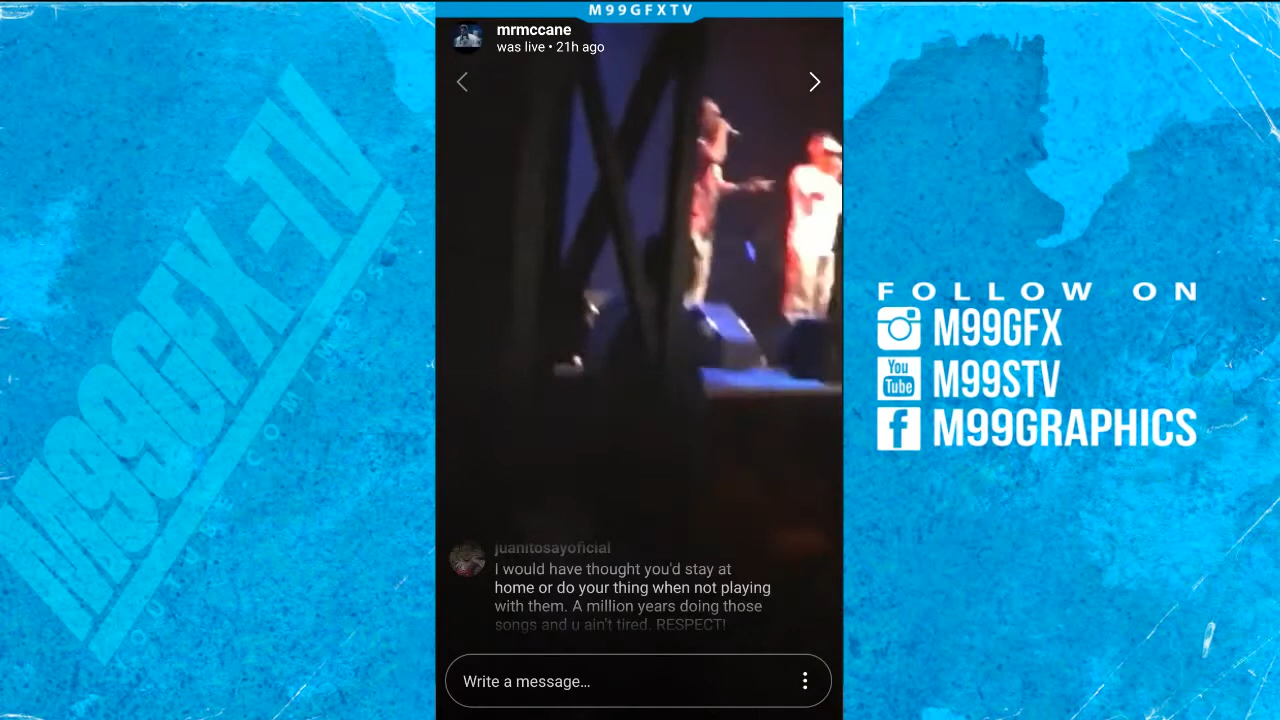 M99GFXTV
mrmccane
was live • 21h ago
M99GFX-TV
FOLLOW ON
M99GFX
You
Tube
M99STV
f M99GRAPHICS
juanitosayoficial
I would have thought you'd stay at
home or do your thing when not playing
with them. A million years doing those
songs and u ain't tired. RESPECT!
Write a message...